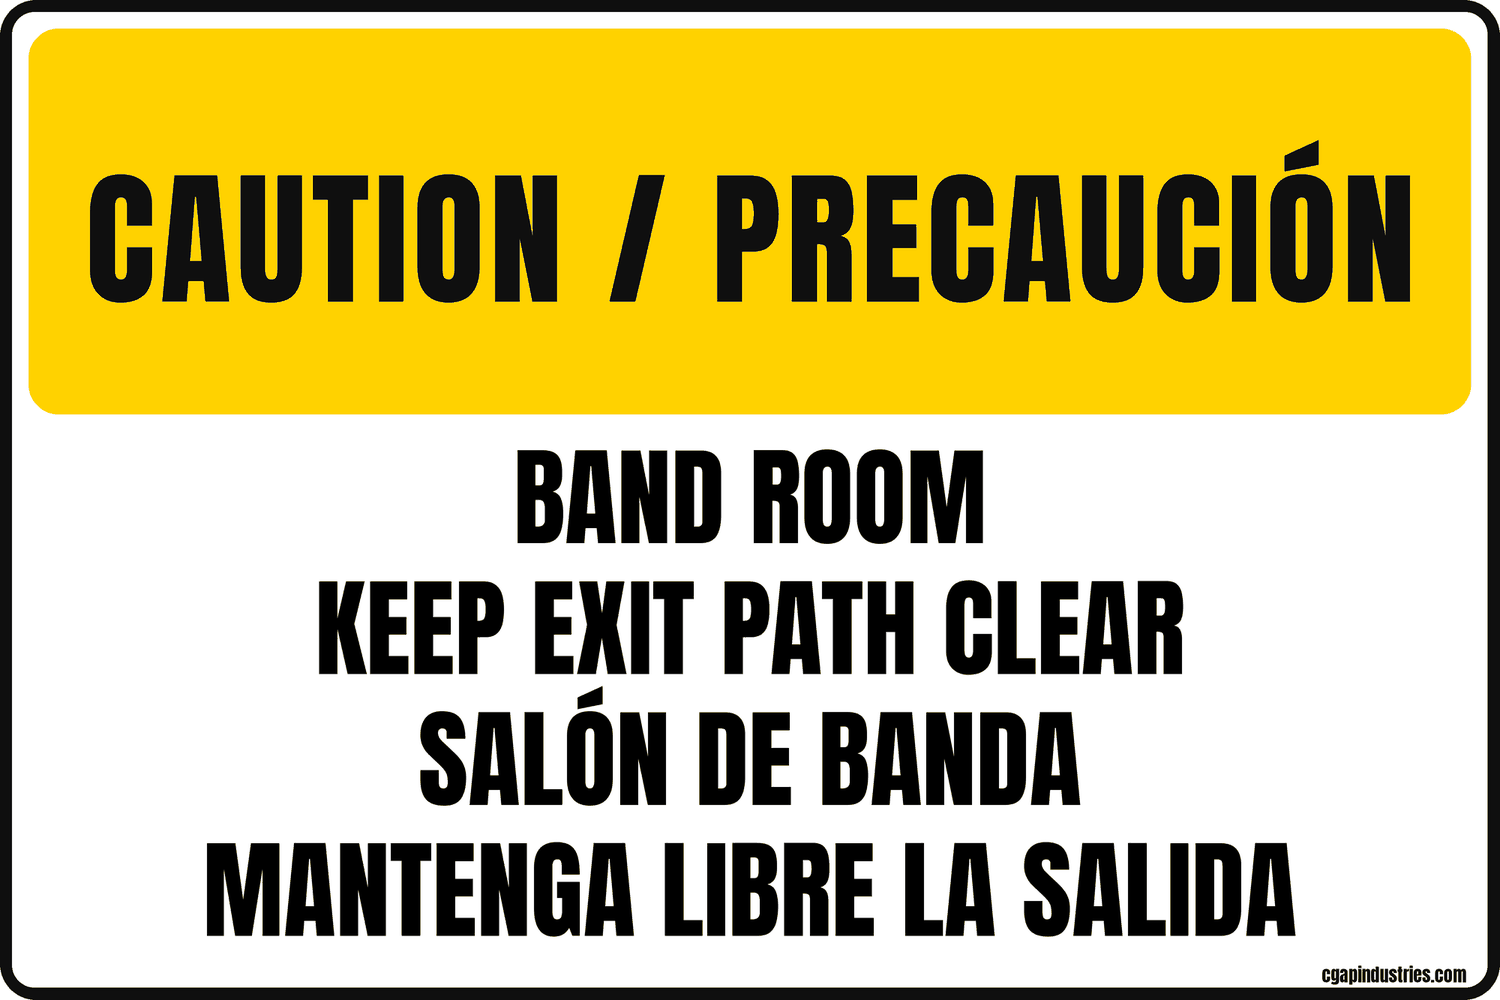 CAUTION / PRECAUCIÓN
BAND ROOM
KEEP EXIT PATH CLEAR
SALÓN DE BANDA
MANTENGA LIBRE LA SALIDA
cgapindustries.com